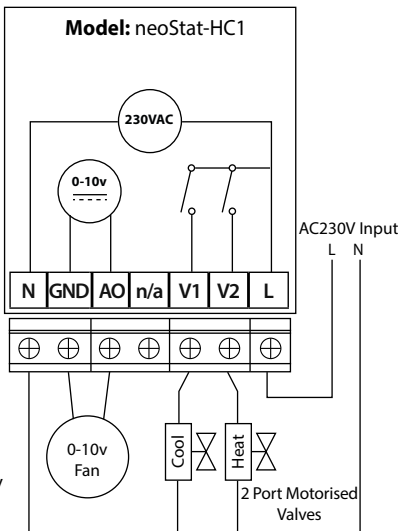 Model: neoStat-HC1
230VAC
0-10v
AC230V Input
L N
N GND AO n/a V1 V2 L
0-10v
Fan
Cool
Heat
2 Port Motorised
Valves